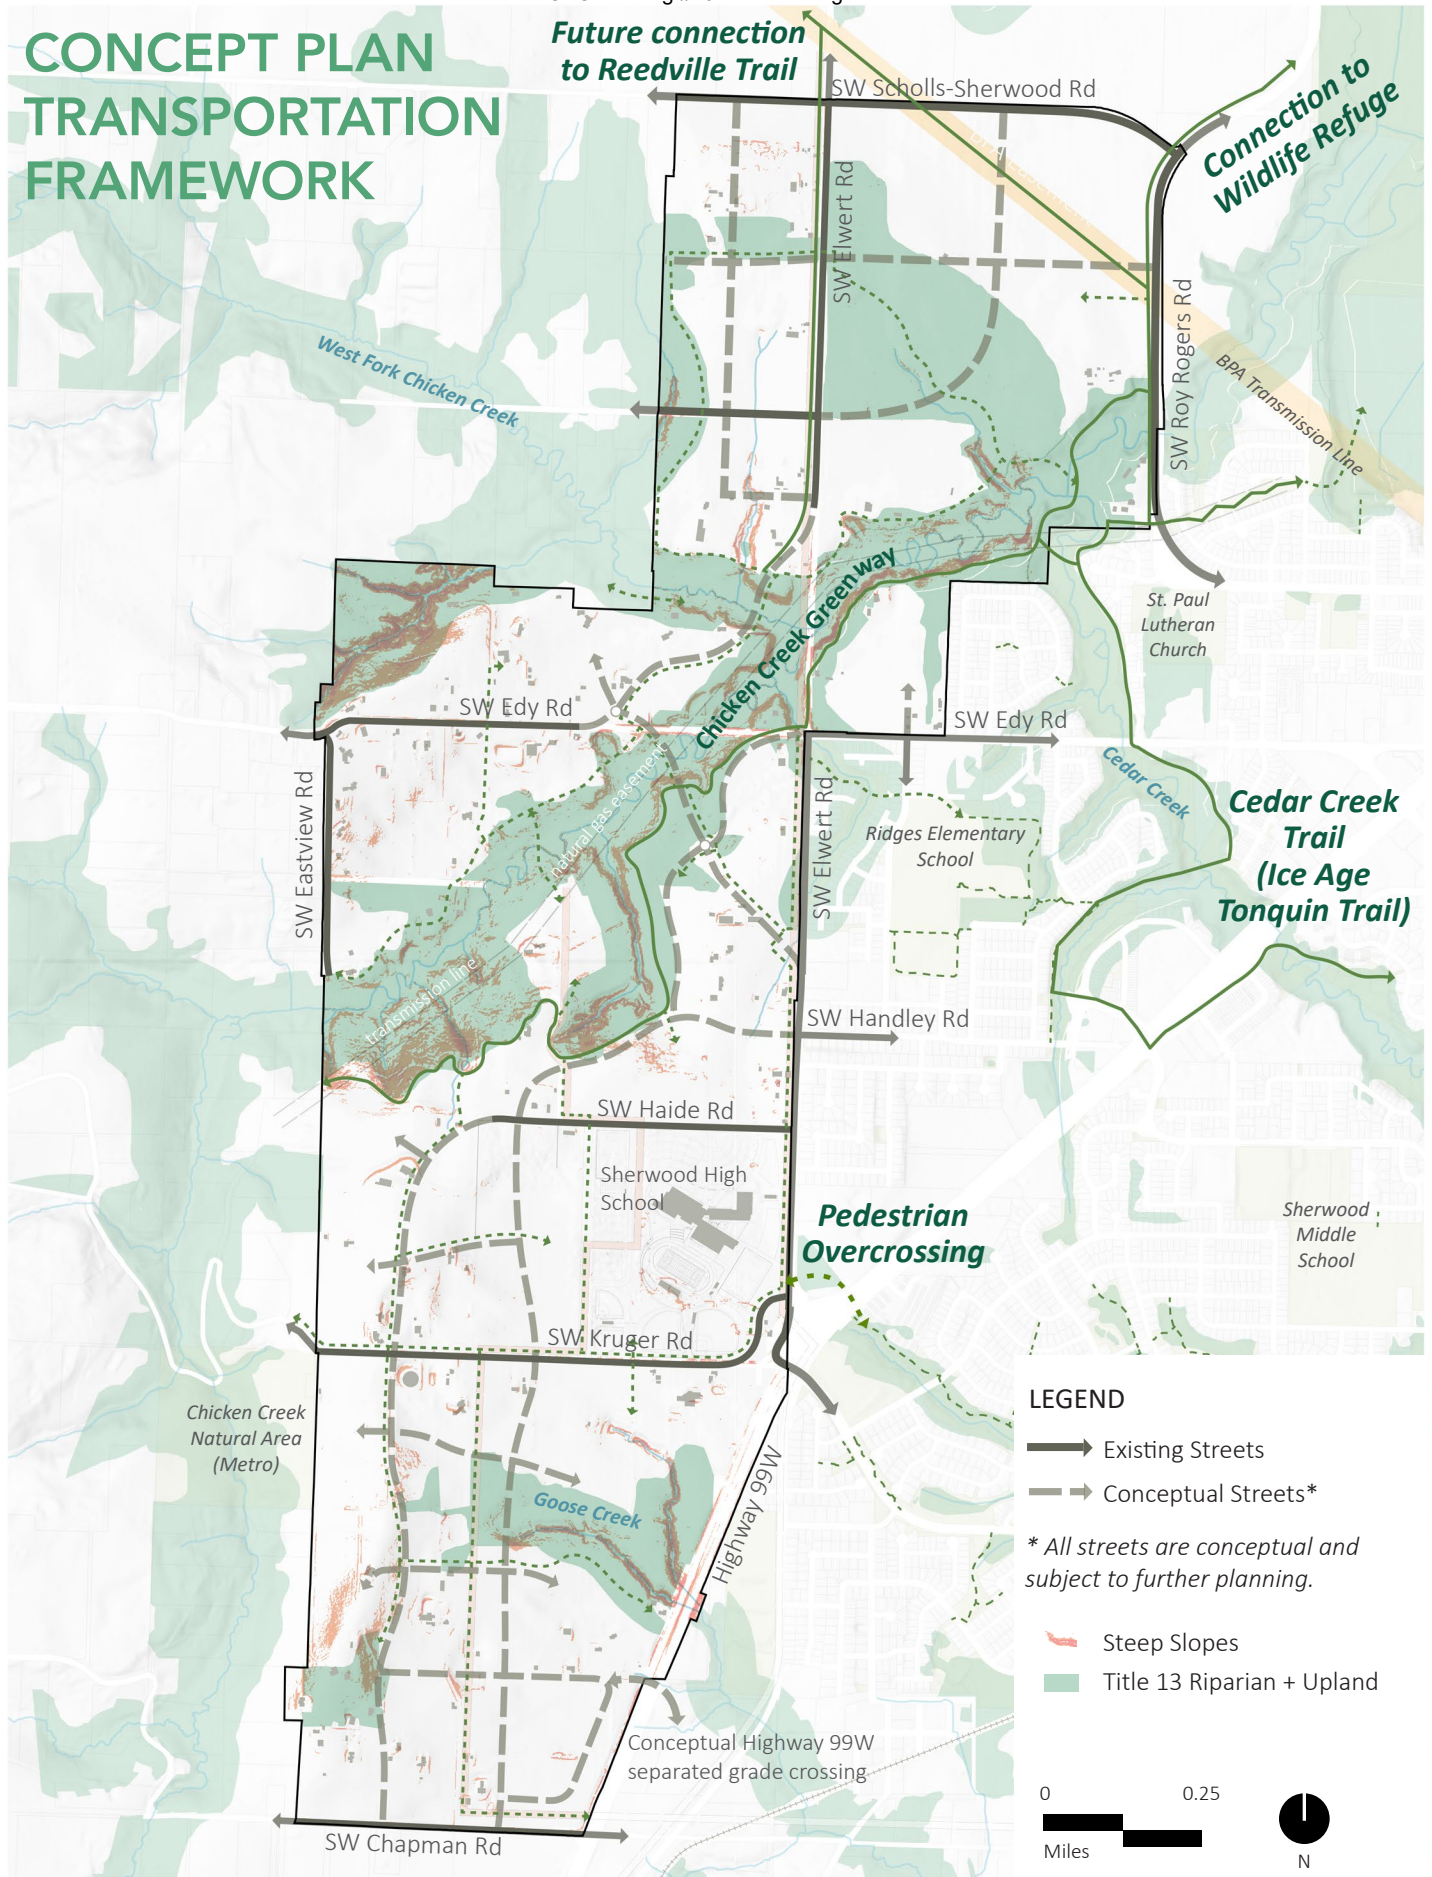 CONCEPT PLAN
TRANSPORTATION
FRAMEWORK
Future connection
to Reedville Trail
SW Scholls-Sherwood Rd
Connection to
Wildlife Refuge
SW Elwert Rd
SW Roy Rogers Rd
BPA Transmission Line
West Fork Chicken Creek
Chicken Creek Greenway
St. Paul
Lutheran
Church
SW Edy Rd
SW Edy Rd
SW Eastview Rd
natural gas easement
transmission line
SW Elwert Rd
Ridges Elementary
School
Cedar Creek
Cedar Creek
Trail
(Ice Age
Tonquin Trail)
SW Handley Rd
SW Haide Rd
Sherwood High
School
Pedestrian
Overcrossing
Sherwood
Middle
School
SW Kruger Rd
Chicken Creek
Natural Area
(Metro)
Goose Creek
Highway 99W
Conceptual Highway 99W
separated grade crossing
SW Chapman Rd
LEGEND
Existing Streets
Conceptual Streets*
* All streets are conceptual and
subject to further planning.
Steep Slopes
Title 13 Riparian + Upland
0 0.25
Miles
N